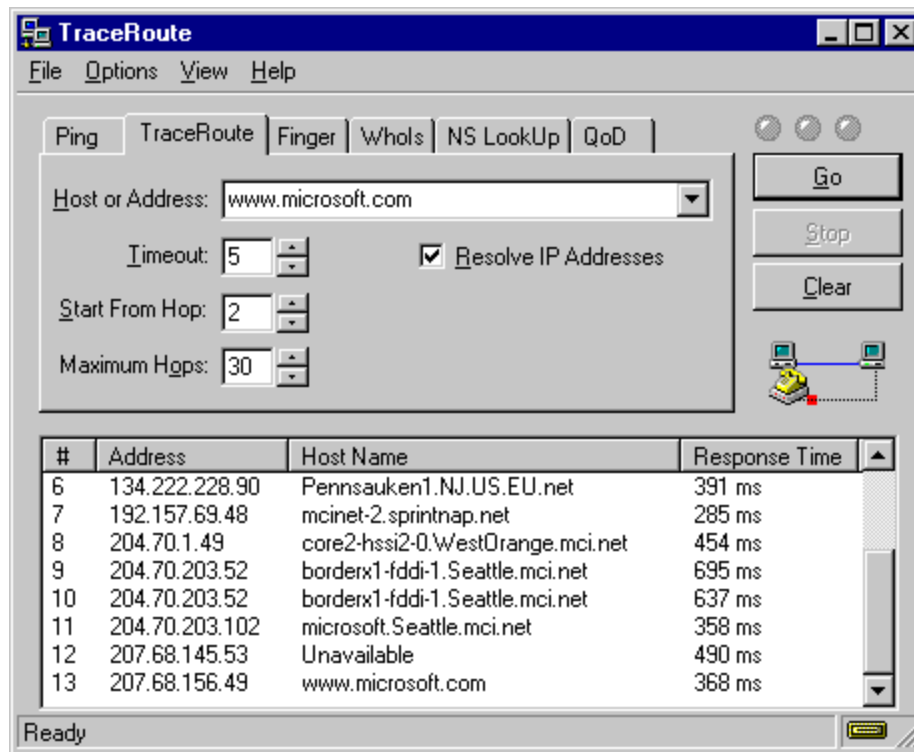 TraceRoute
File Options View Help
Ping TraceRoute Finger WhoIs NS LookUp QoD
Host or Address: www.microsoft.com
Timeout: 5
Resolve IP Addresses
Start From Hop: 2
Maximum Hops: 30
Go
Stop
Clear
# Address Host Name Response Time
6 134.222.228.90 Pennsauken1.NJ.US.EU.net 391 ms
7 192.157.69.48 mcinet-2.sprintnap.net 285 ms
8 204.70.1.49 core2-hssi2-0.WestOrange.mci.net 454 ms
9 204.70.203.52 borderx1-fddi-1.Seattle.mci.net 695 ms
10 204.70.203.52 borderx1-fddi-1.Seattle.mci.net 637 ms
11 204.70.203.102 microsoft.Seattle.mci.net 358 ms
12 207.68.145.53 Unavailable 490 ms
13 207.68.156.49 www.microsoft.com 368 ms
Ready